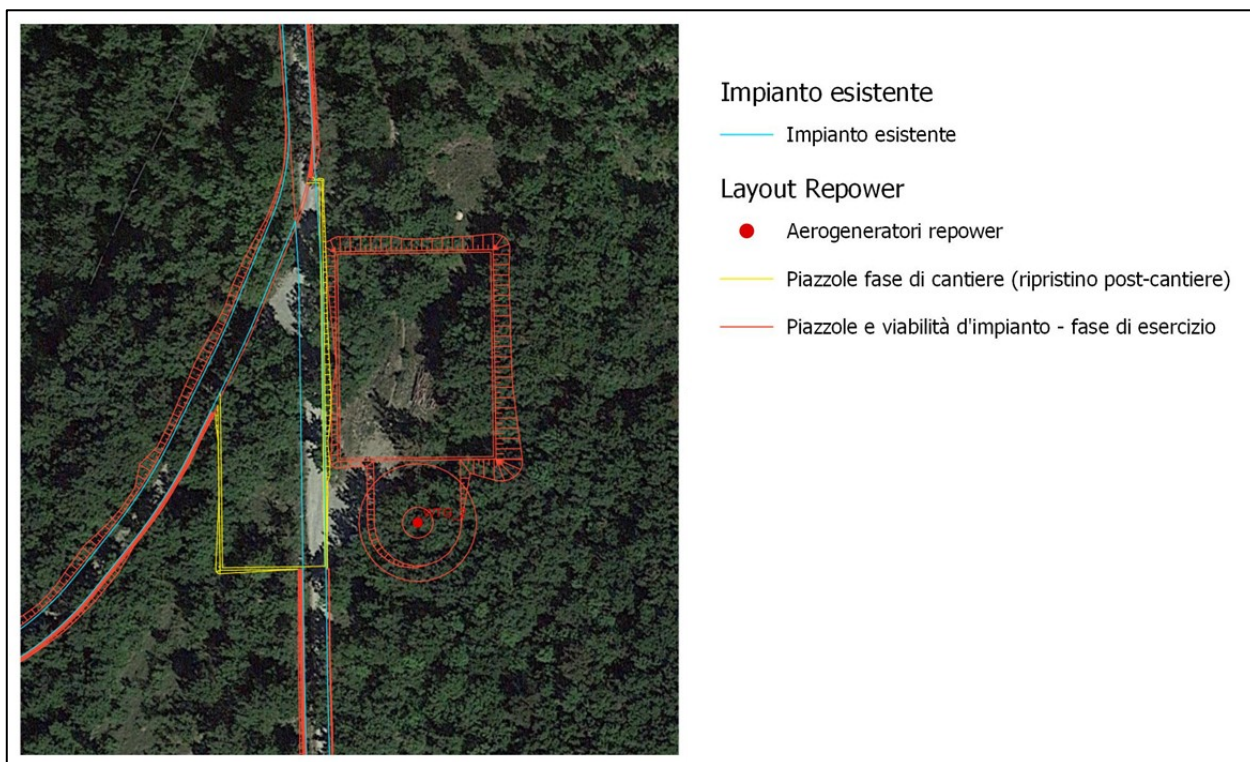 Impianto esistente
Impianto esistente
Layout Repower
Aerogeneratori repower
Piazzole fase di cantiere (ripristino post-cantiere)
Piazzole e viabilità d'impianto - fase di esercizio